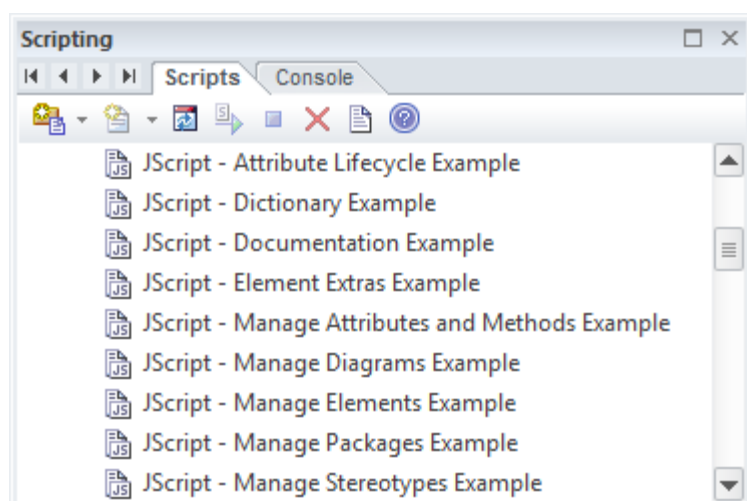 Scripting
Scripts Console
JScript - Attribute Lifecycle Example
JScript - Dictionary Example
JScript - Documentation Example
JScript - Element Extras Example
JScript - Manage Attributes and Methods Example
JScript - Manage Diagrams Example
JScript - Manage Elements Example
JScript - Manage Packages Example
JScript - Manage Stereotypes Example